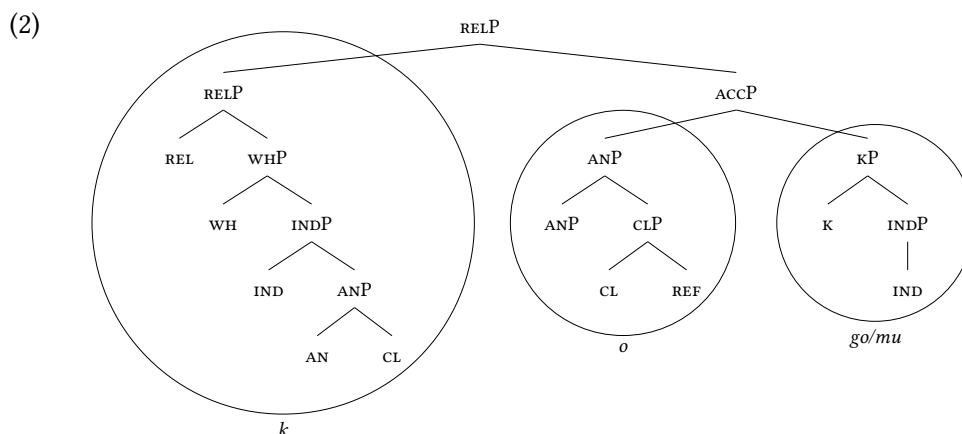 (2)
RELP
RELP ACCP
REL WHP ANP KP
WH INDP ANP CLP K INDP
IND ANP CL REF IND
AN CL
o go/mu
k